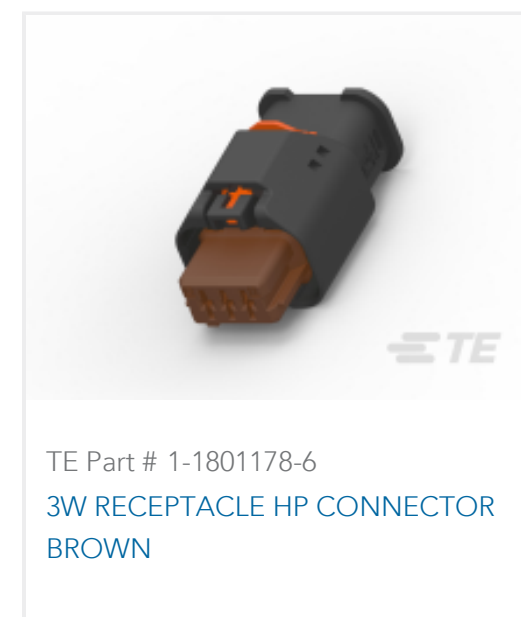 TE
TE Part # 1-1801178-6
3W RECEPTACLE HP CONNECTOR
BROWN